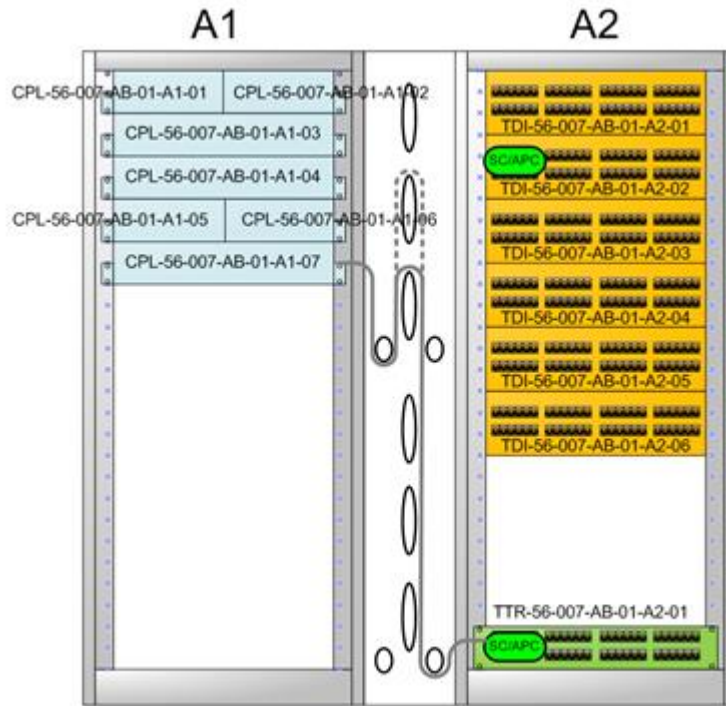 A1 A2
CPL-56-007-AB-01-A1-01 CPL-56-007-AB-01-A1-02
CPL-56-007-AB-01-A1-03
CPL-56-007-AB-01-A1-04
CPL-56-007-AB-01-A1-05 CPL-56-007-AB-01-A1-06
CPL-56-007-AB-01-A1-07
TDI-56-007-AB-01-A2-01
SC/APC
TDI-56-007-AB-01-A2-02
TDI-56-007-AB-01-A2-03
TDI-56-007-AB-01-A2-04
TDI-56-007-AB-01-A2-05
TDI-56-007-AB-01-A2-06
TTR-56-007-AB-01-A2-01
SC/APC